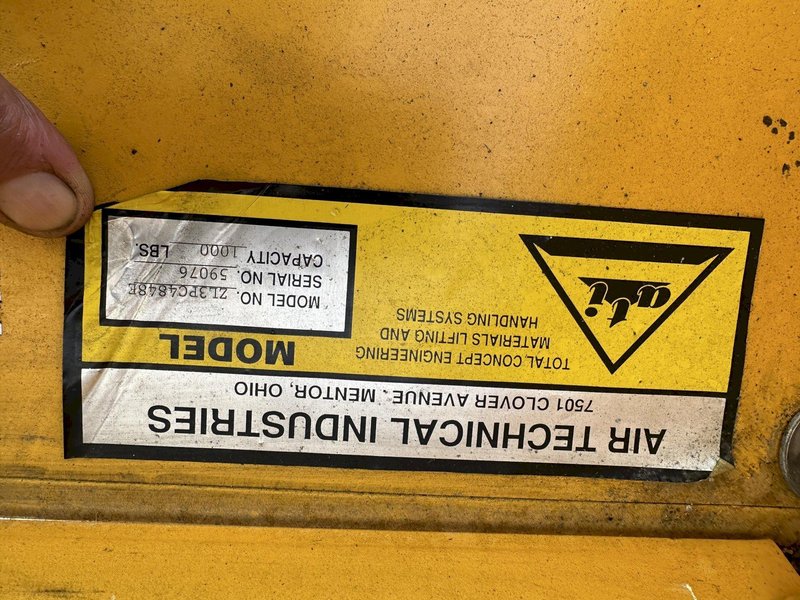 AIR TECHNICAL INDUSTRIES
7501 CLOVER AVENUE . MENTOR, OHIO
ati
TOTAL CONCEPT ENGINEERING
MATERIALS LIFTING AND
HANDLING SYSTEMS
MODEL
MODEL NO. ZL3PC4848E
SERIAL NO. 59076
CAPACITY 1000 LBS.